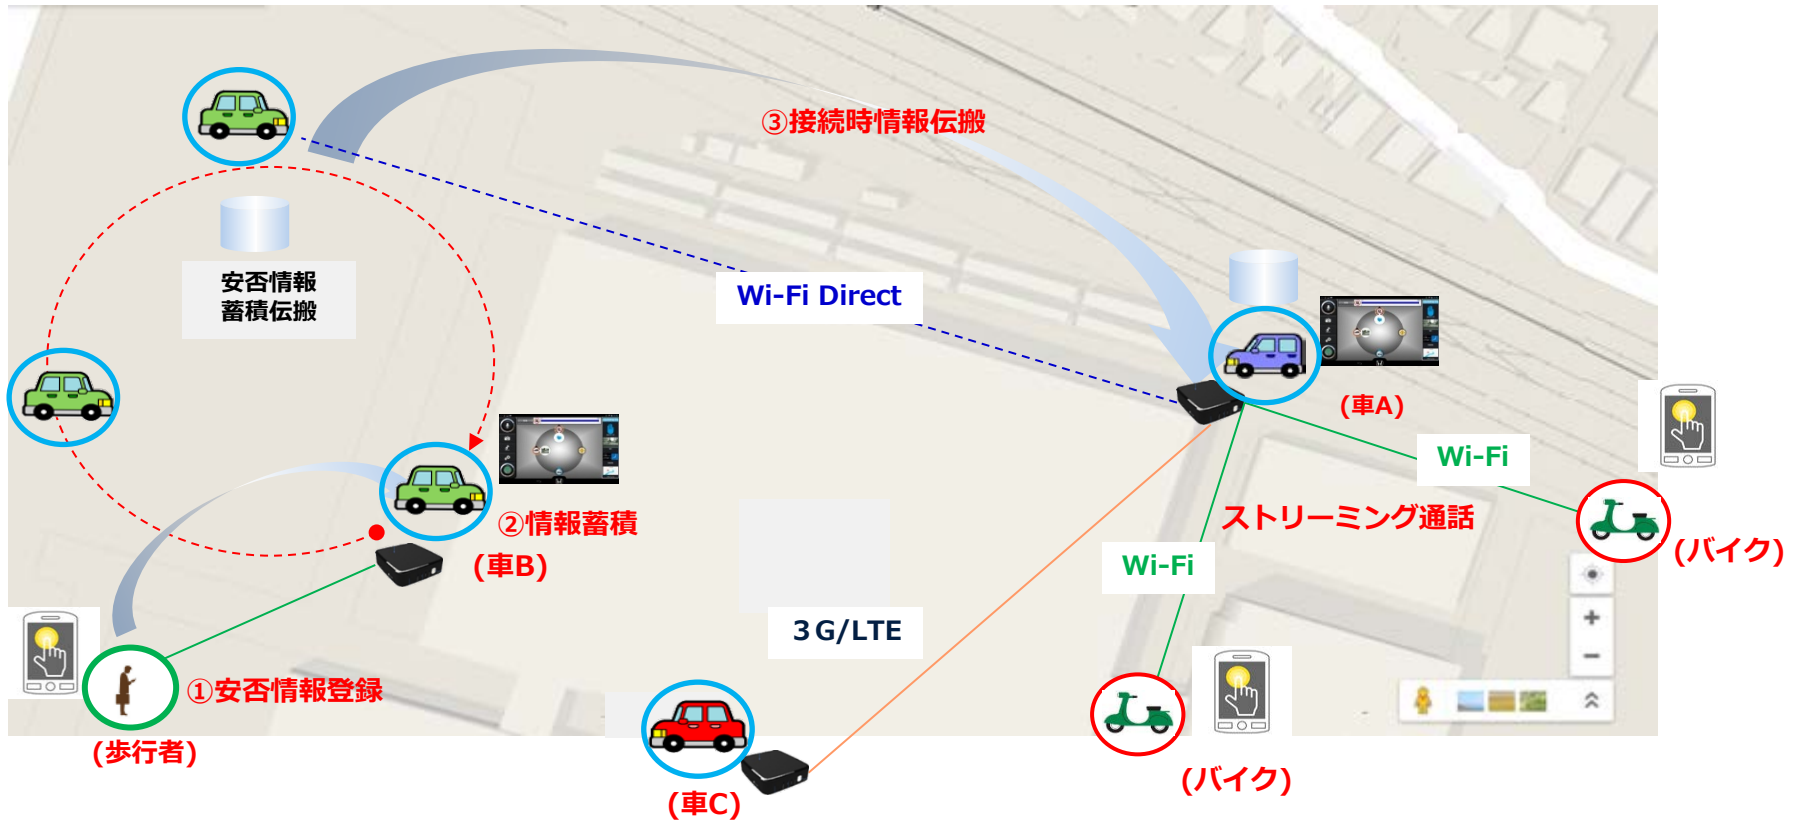 ③接続時情報伝搬
安否情報
蓄積伝搬
Wi-Fi Direct
(車A)
Wi-Fi
②情報蓄積
ストリーミング通話
(車B)
Wi-Fi
(バイク)
３G/LTE
①安否情報登録
(歩行者)
(バイク)
(車C)